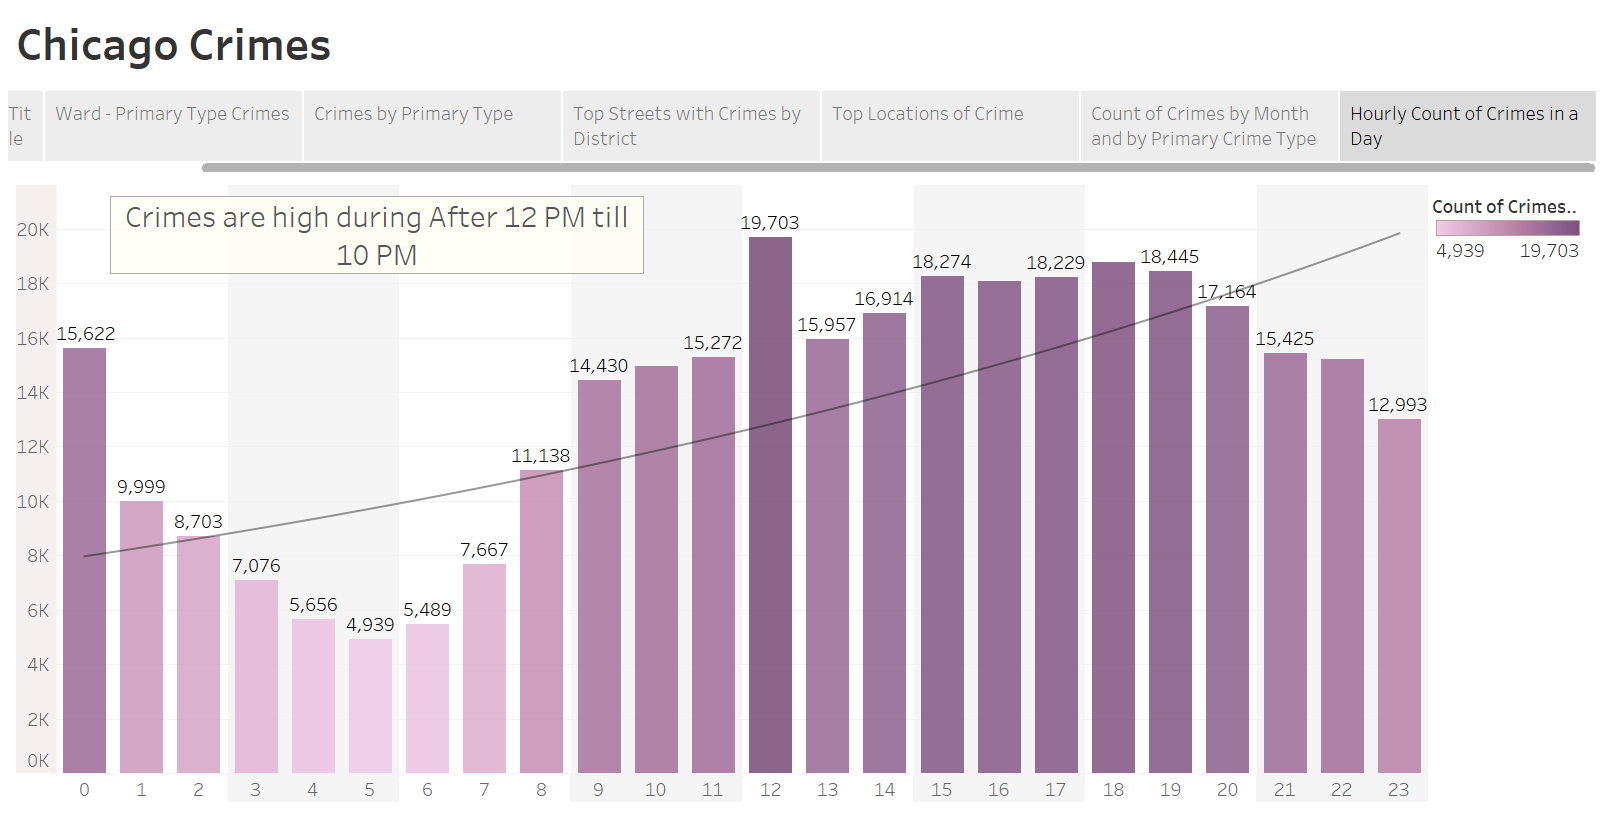 Chicago Crimes
Tit
le
Ward - Primary Type Crimes
Crimes by Primary Type
Top Streets with Crimes by
District
Top Locations of Crime
Count of Crimes by Month
and by Primary Crime Type
Hourly Count of Crimes in a
Day
Crimes are high during After 12 PM till
10 PM
Count of Crimes..
4,939 19,703
20K
18K
16K
14K
12K
10K
8K
6K
4K
2K
0K
15,622
9,999
8,703
7,076
5,656
4,939
5,489
7,667
11,138
14,430
15,272
19,703
15,957
16,914
18,274
18,229
18,445
17,164
15,425
12,993
0 1 2 3 4 5 6 7 8 9 10 11 12 13 14 15 16 17 18 19 20 21 22 23